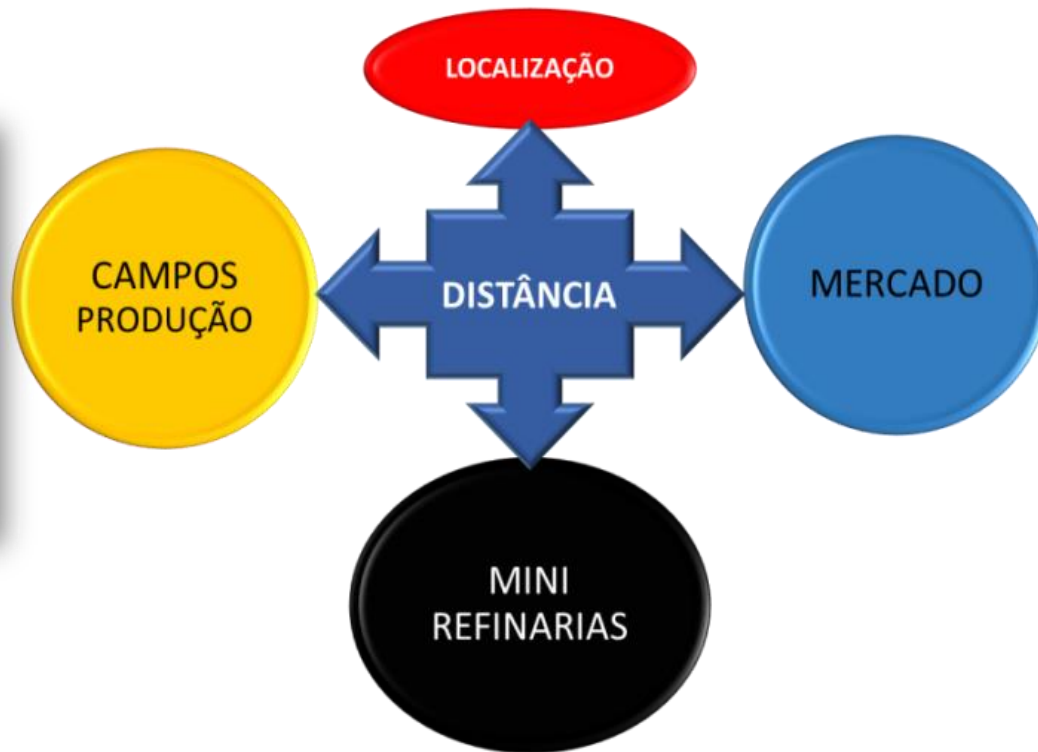 LOCALIZAÇÃO
CAMPOS
PRODUÇÃO
DISTÂNCIA
MERCADO
MINI
REFINARIAS